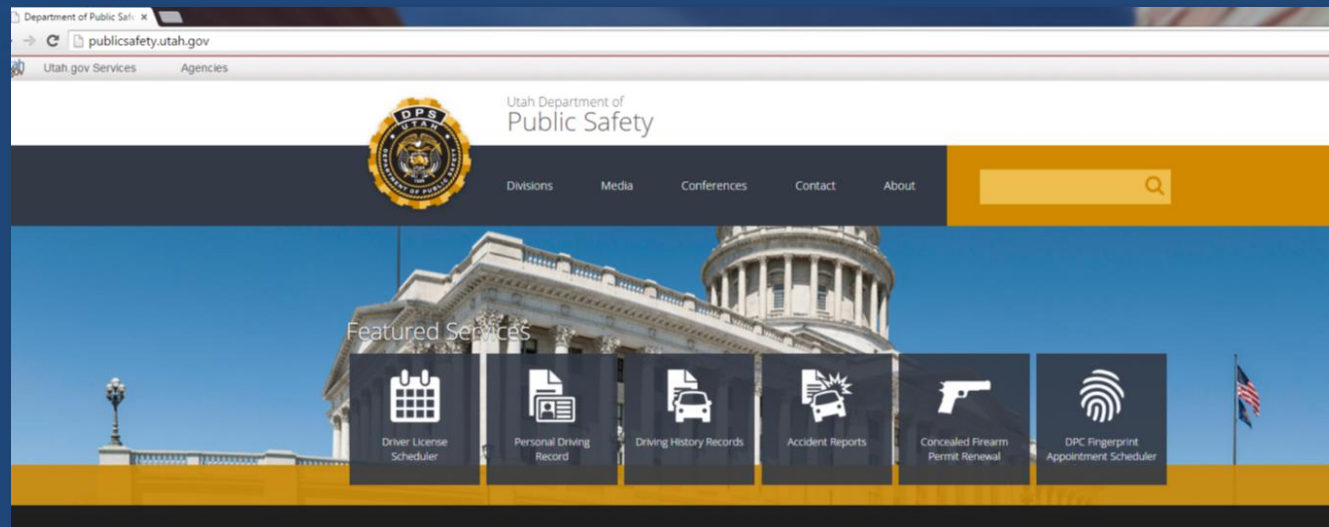 Department of Public Safe
publicsafety.utah.gov
Utah.gov Services Agencies
Utah Department of
Public Safety
DPS
UTAH
DEPARTMENT OF PUBLIC SAFETY
Divisions Media Conferences Contact About
Featured Services
Driver License
Scheduler
Personal Driving
Record
Driving History Records
Accident Reports
Concealed Firearm
Permit Renewal
DPC Fingerprint
Appointment Scheduler